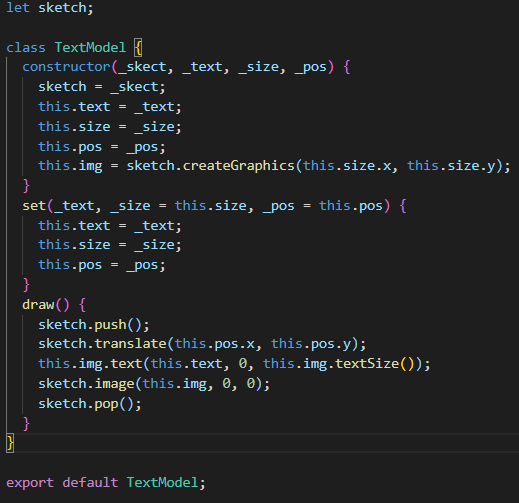 let sketch;

class TextModel {
  constructor(_skect, _text, _size, _pos) {
    sketch = _skect;
    this.text = _text;
    this.size = _size;
    this.pos = _pos;
    this.img = sketch.createGraphics(this.size.x, this.size.y);
  }
  set(_text, _size = this.size, _pos = this.pos) {
    this.text = _text;
    this.size = _size;
    this.pos = _pos;
  }
  draw() {
    sketch.push();
    sketch.translate(this.pos.x, this.pos.y);
    this.img.text(this.text, 0, this.img.textSize());
    sketch.image(this.img, 0, 0);
    sketch.pop();
  }
}

export default TextModel;